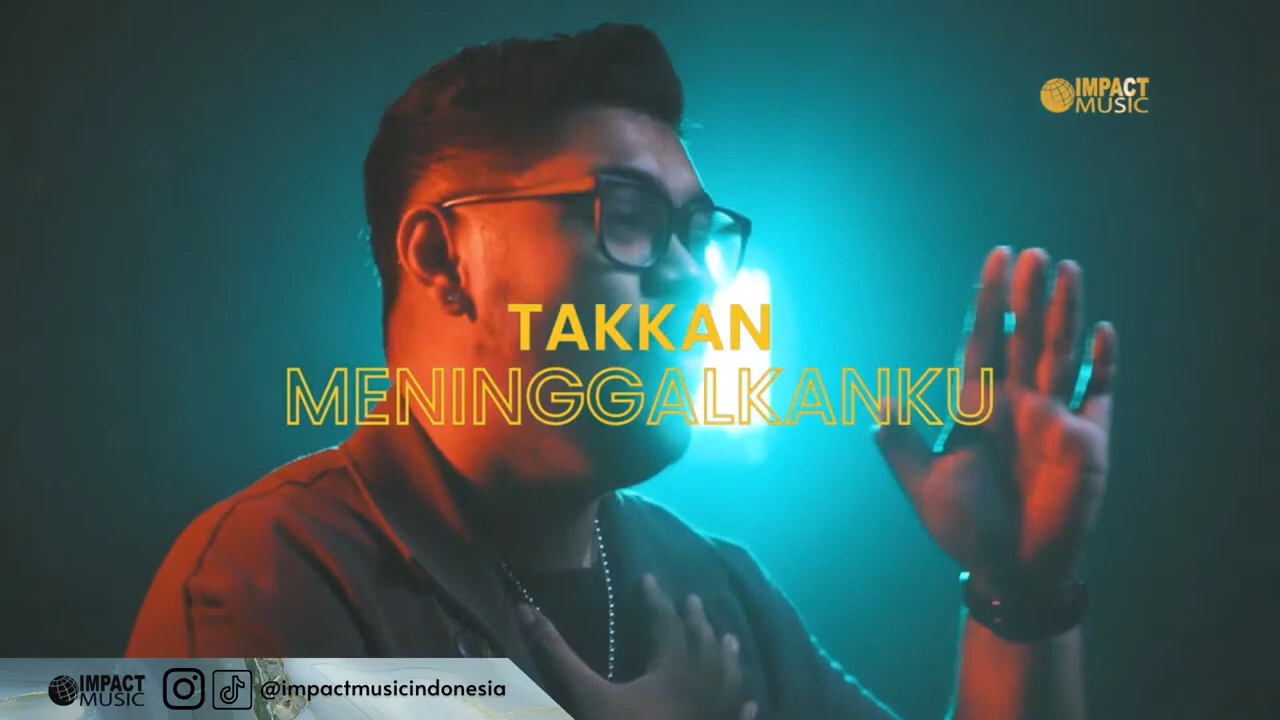 IMPACT
MUSIC
TAKKAN
MENINGGALKANKU
IMPACT
MUSIC
@impactmusicindonesia